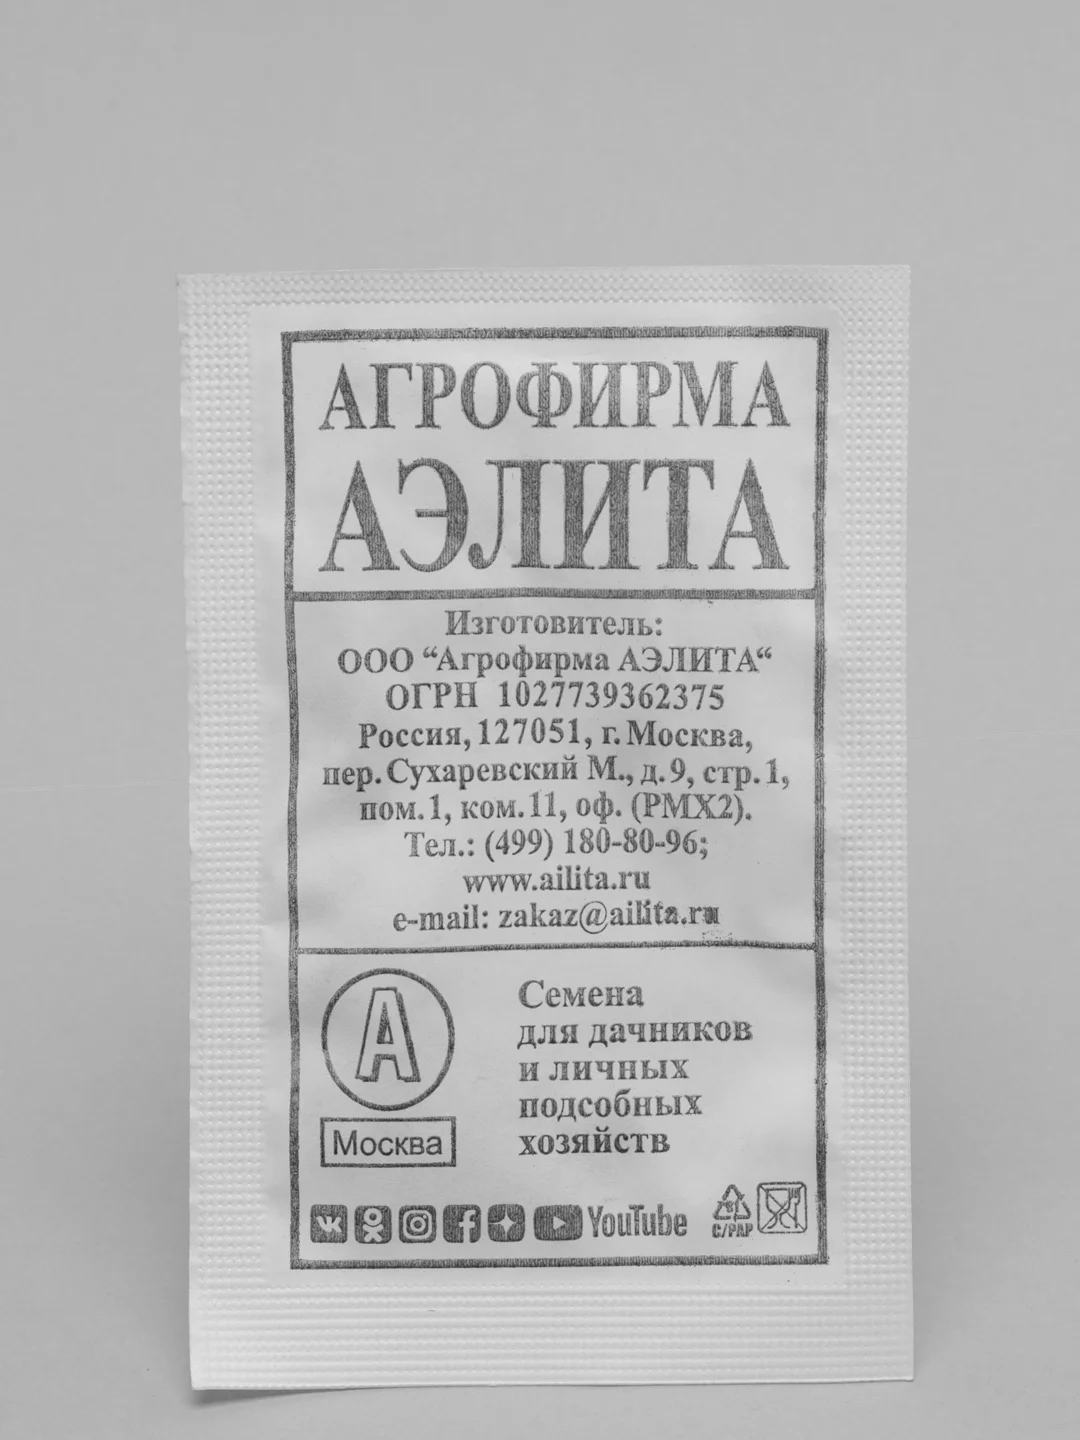 АГРОФИРМА
АЭЛИТА
Изготовитель:
ООО “Агрофирма АЭЛИТА“
ОГРН 1027739362375
Россия, 127051, г. Москва,
пер. Сухаревский М., д. 9, стр. 1,
пом. 1, ком. 11, оф. (РМХ2).
Тел.: (499) 180-80-96;
www.ailita.ru
e-mail: zakaz@ailita.ru
А
Москва
Семена
для дачников
и личных
подсобных
хозяйств
YouTube
C/PAP